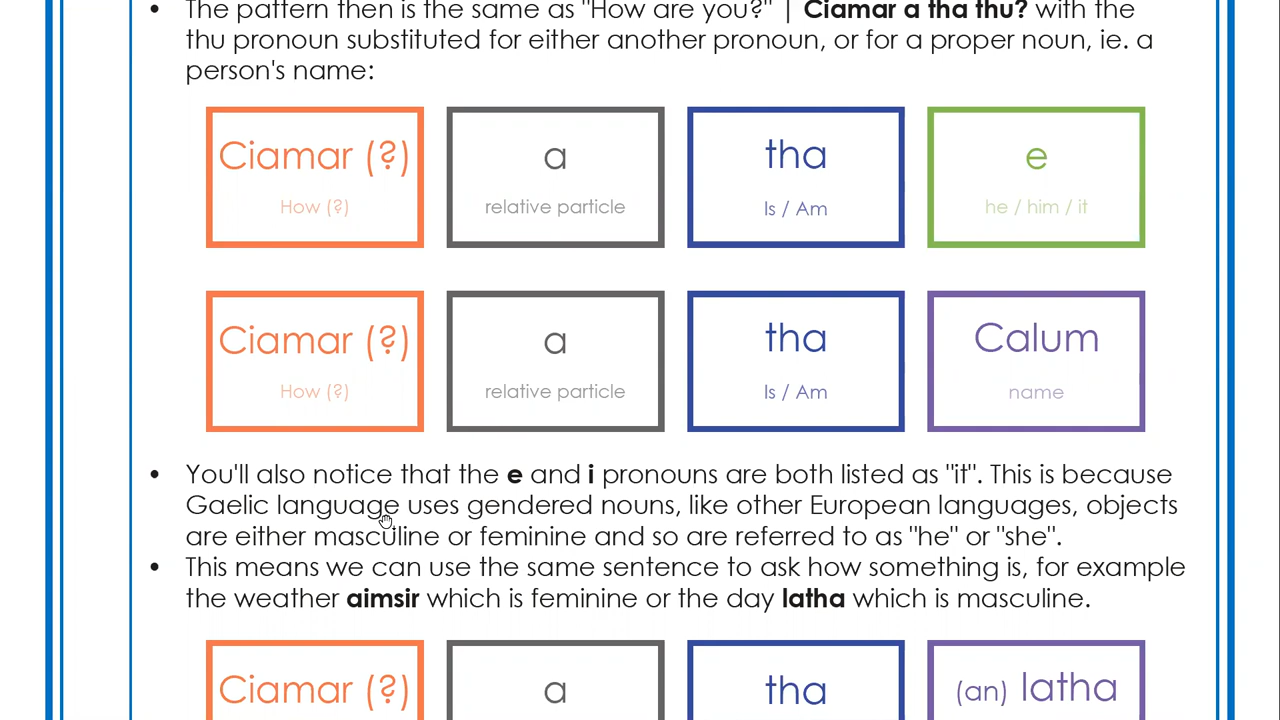 • The pattern then is the same as "How are you?" | Ciamar a tha thu? with the
thu pronoun substituted for either another pronoun, or for a proper noun, ie. a
person's name:
Ciamar (?) a tha e
How (?) relative particle Is / Am he / him / it
Ciamar (?) a tha Calum
How (?) relative particle Is / Am name
• You'll also notice that the e and i pronouns are both listed as "it". This is because
Gaelic language uses gendered nouns, like other European languages, objects
are either masculine or feminine and so are referred to as "he" or "she".
• This means we can use the same sentence to ask how something is, for example
the weather aimsir which is feminine or the day latha which is masculine.
Ciamar (?) a tha (an) latha